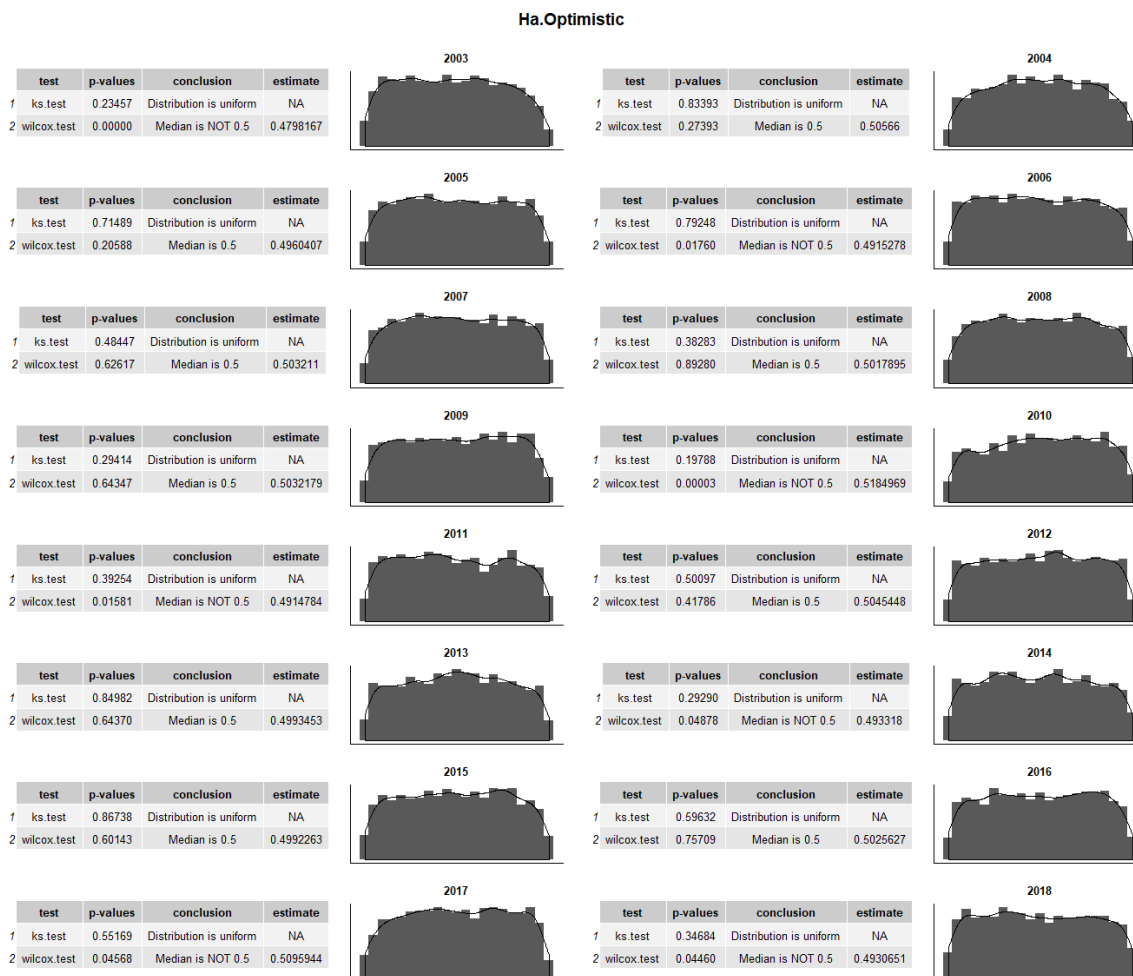 Ha.Optimistic
2003
test p-values conclusion estimate
1 ks.test 0.23457 Distribution is uniform NA
2 wilcox.test 0.00000 Median is NOT 0.5 0.4798167
2004
test p-values conclusion estimate
1 ks.test 0.83393 Distribution is uniform NA
2 wilcox.test 0.27393 Median is 0.5 0.50566
2005
test p-values conclusion estimate
1 ks.test 0.71489 Distribution is uniform NA
2 wilcox.test 0.20588 Median is 0.5 0.4960407
2006
test p-values conclusion estimate
1 ks.test 0.79248 Distribution is uniform NA
2 wilcox.test 0.01760 Median is NOT 0.5 0.4915278
2007
test p-values conclusion estimate
1 ks.test 0.48447 Distribution is uniform NA
2 wilcox.test 0.62617 Median is 0.5 0.503211
2008
test p-values conclusion estimate
1 ks.test 0.38283 Distribution is uniform NA
2 wilcox.test 0.89280 Median is 0.5 0.5017895
2009
test p-values conclusion estimate
1 ks.test 0.29414 Distribution is uniform NA
2 wilcox.test 0.64347 Median is 0.5 0.5032179
2010
test p-values conclusion estimate
1 ks.test 0.19788 Distribution is uniform NA
2 wilcox.test 0.00003 Median is NOT 0.5 0.5184969
2011
test p-values conclusion estimate
1 ks.test 0.39254 Distribution is uniform NA
2 wilcox.test 0.01581 Median is NOT 0.5 0.4914784
2012
test p-values conclusion estimate
1 ks.test 0.50097 Distribution is uniform NA
2 wilcox.test 0.41786 Median is 0.5 0.5045448
2013
test p-values conclusion estimate
1 ks.test 0.84982 Distribution is uniform NA
2 wilcox.test 0.64370 Median is 0.5 0.4993453
2014
test p-values conclusion estimate
1 ks.test 0.29290 Distribution is uniform NA
2 wilcox.test 0.04878 Median is NOT 0.5 0.493318
2015
test p-values conclusion estimate
1 ks.test 0.86738 Distribution is uniform NA
2 wilcox.test 0.60143 Median is 0.5 0.4992263
2016
test p-values conclusion estimate
1 ks.test 0.59632 Distribution is uniform NA
2 wilcox.test 0.75709 Median is 0.5 0.5025627
2017
test p-values conclusion estimate
1 ks.test 0.55169 Distribution is uniform NA
2 wilcox.test 0.04568 Median is NOT 0.5 0.5095944
2018
test p-values conclusion estimate
1 ks.test 0.34684 Distribution is uniform NA
2 wilcox.test 0.04460 Median is NOT 0.5 0.4930651